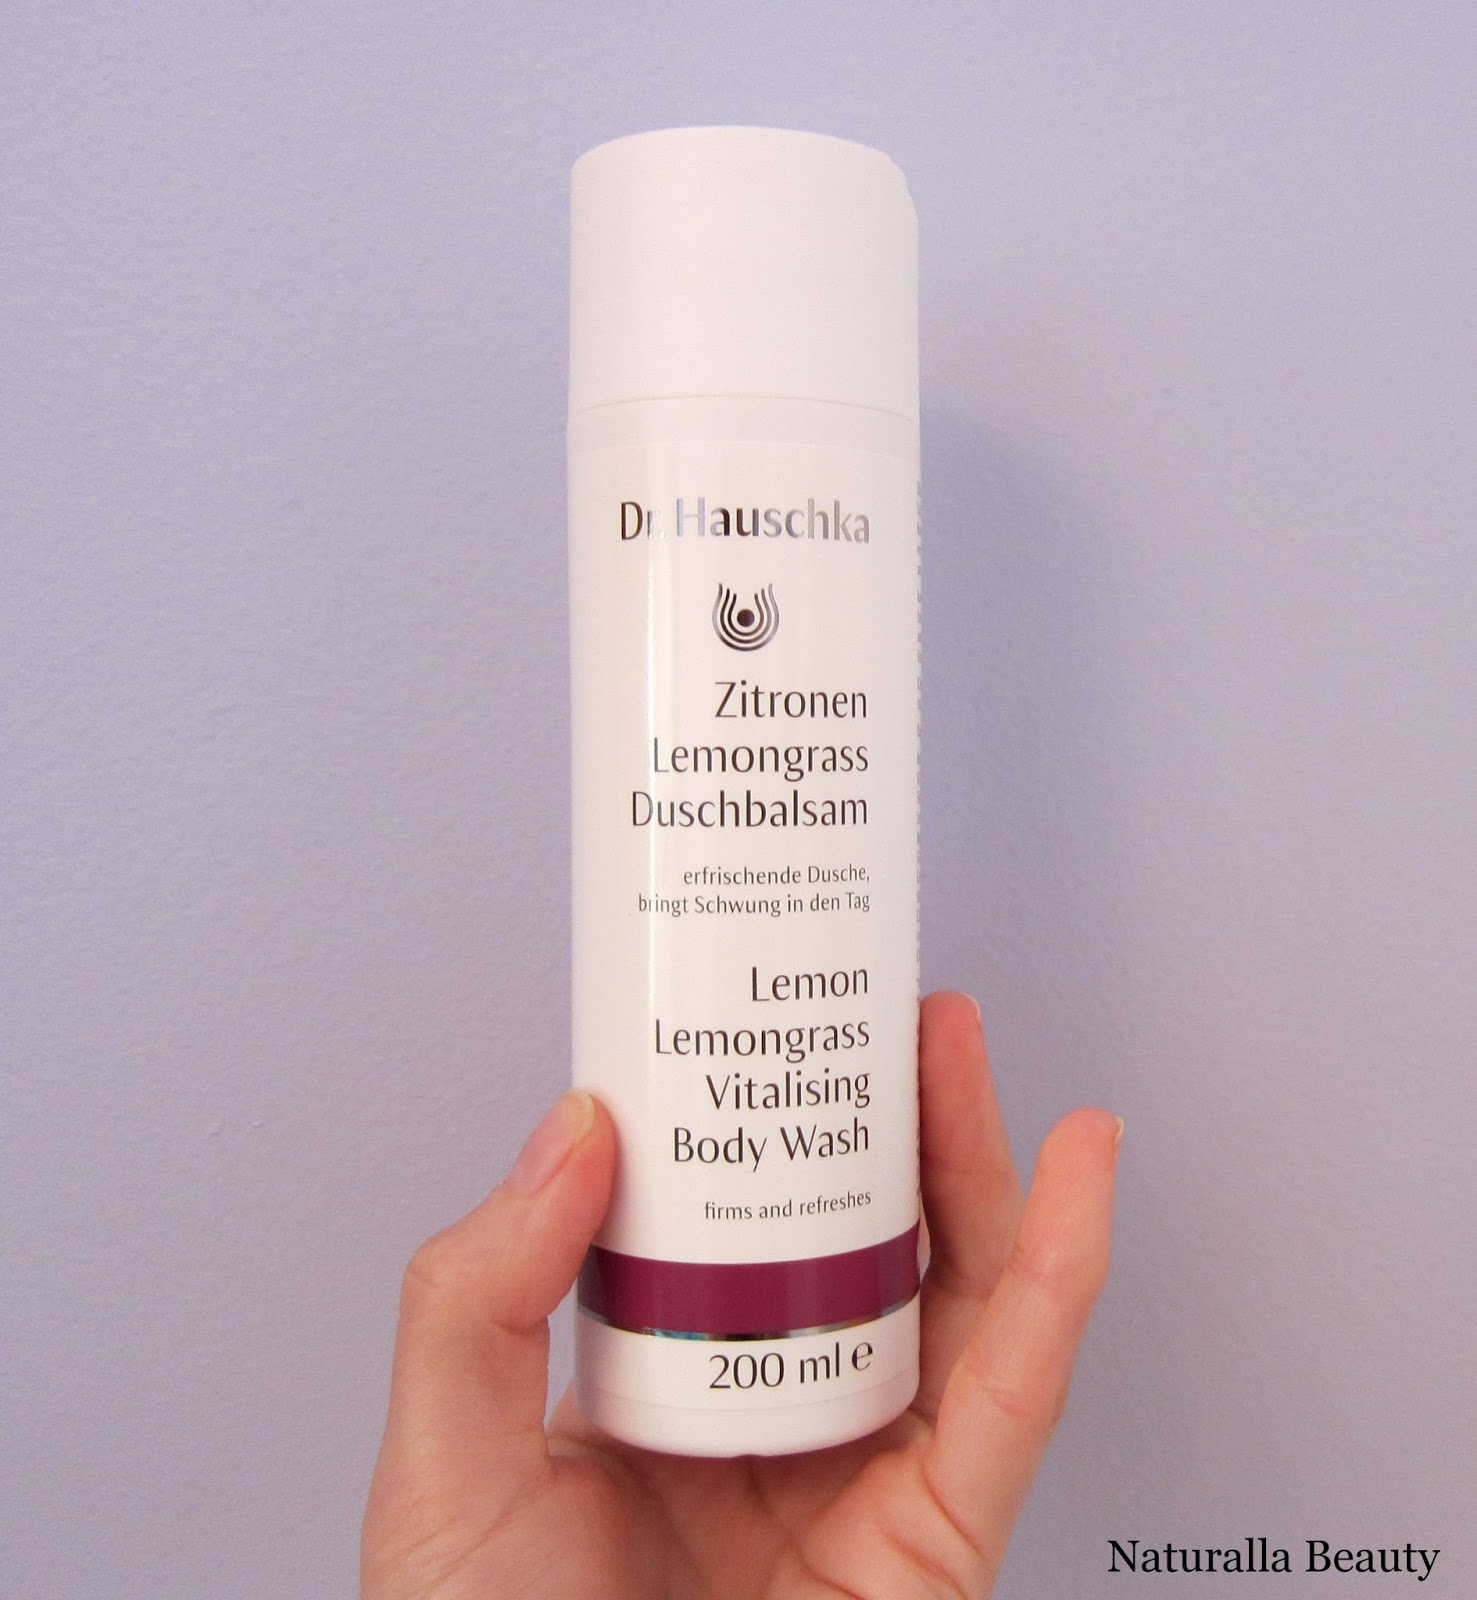 Dr. Hauschka
Zitronen
Lemongrass
Duschbalsam
erfrischende Dusche,
bringt Schwung in den Tag
Lemon
Lemongrass
Vitalising
Body Wash
firms and refreshes
200 ml ℮
Naturalla Beauty